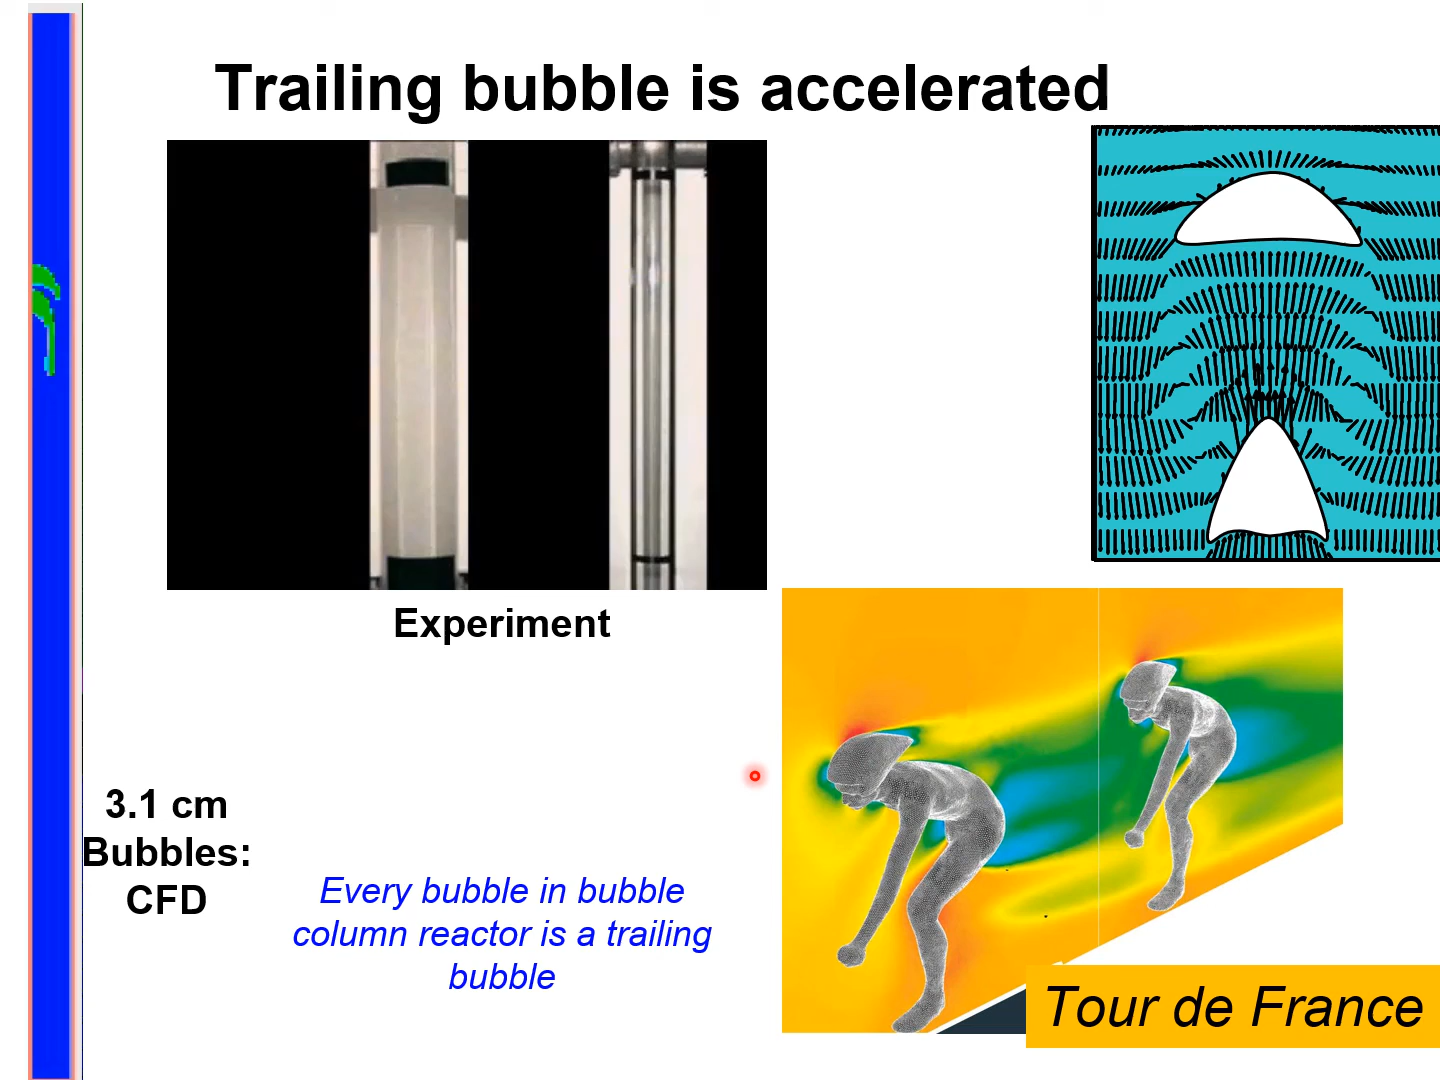 Trailing bubble is accelerated
Experiment
3.1 cm
Bubbles:
CFD
Every bubble in bubble
column reactor is a trailing
bubble
Tour de France